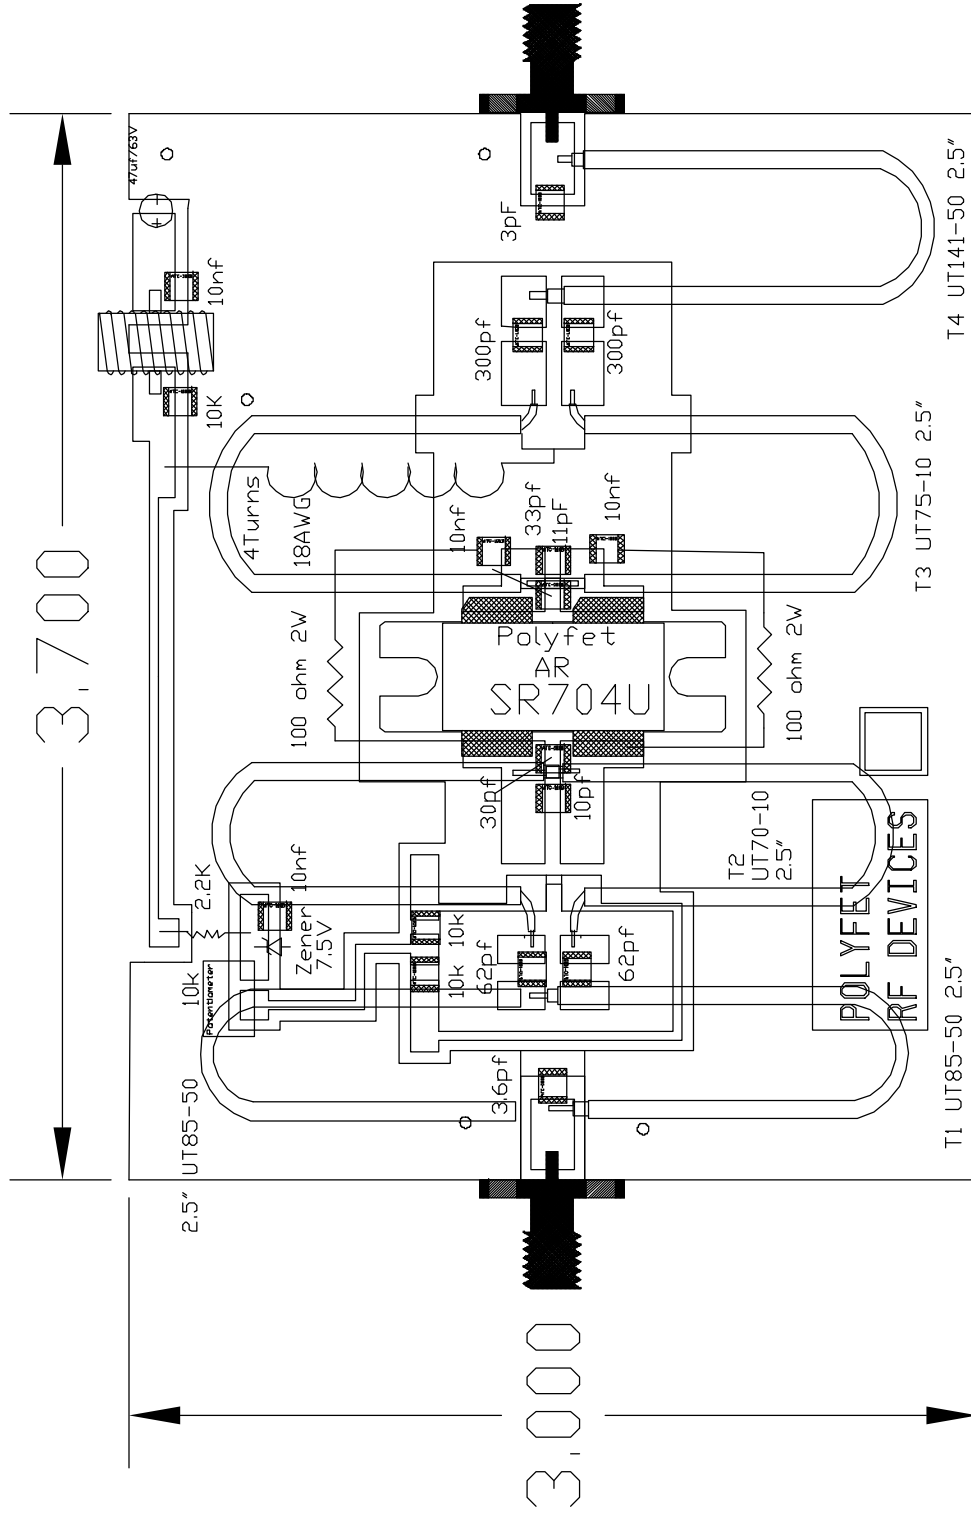 3.700
47uf/63V
10nf
10K
3pF
300pf
300pf
T4 UT141-50 2.5"
4Turns
18AWG
10nf
33pf
11pF
10nf
T3 UT75-10 2.5"
100 ohm 2W
Polyfet
AR
SR704U
100 ohm 2W
30pf
10pf
T2
UT70-10
2.5"
2.2K
10nf
Zener
7.5V
10k
Potentiometer
10k
10k
62pf
62pf
POLYFET
RF DEVICES
2.5" UT85-50
3.6pf
T1 UT85-50 2.5"
3.000